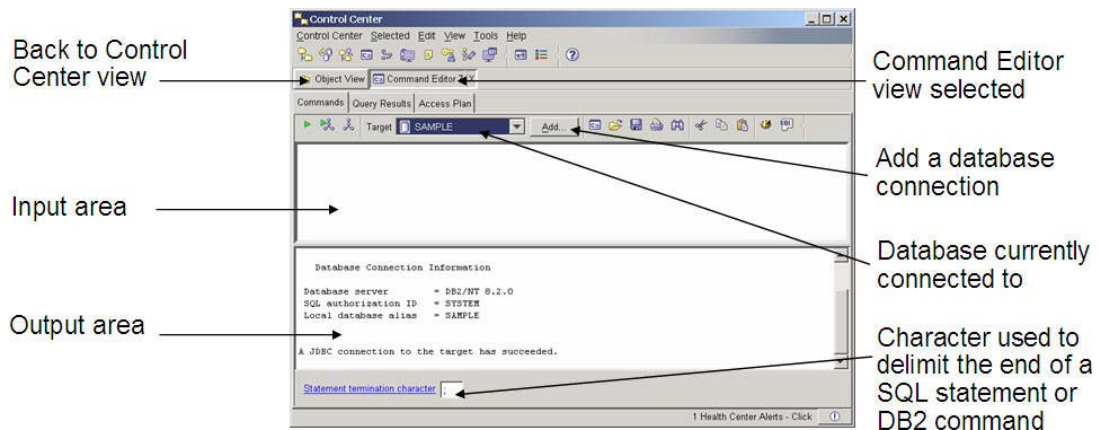 Control Center
Control Center Selected Edit View Tools Help
Object View Command Editor
Commands Query Results Access Plan
Target SAMPLE Add...
Database Connection Information
Database server = DB2/NT 8.2.0
SQL authorization ID = SYSTEM
Local database alias = SAMPLE
A JDBC connection to the target has succeeded.
Statement termination character ;
1 Health Center Alerts - Click
Back to Control
Center view
Input area
Output area
Command Editor
view selected
Add a database
connection
Database currently
connected to
Character used to
delimit the end of a
SQL statement or
DB2 command